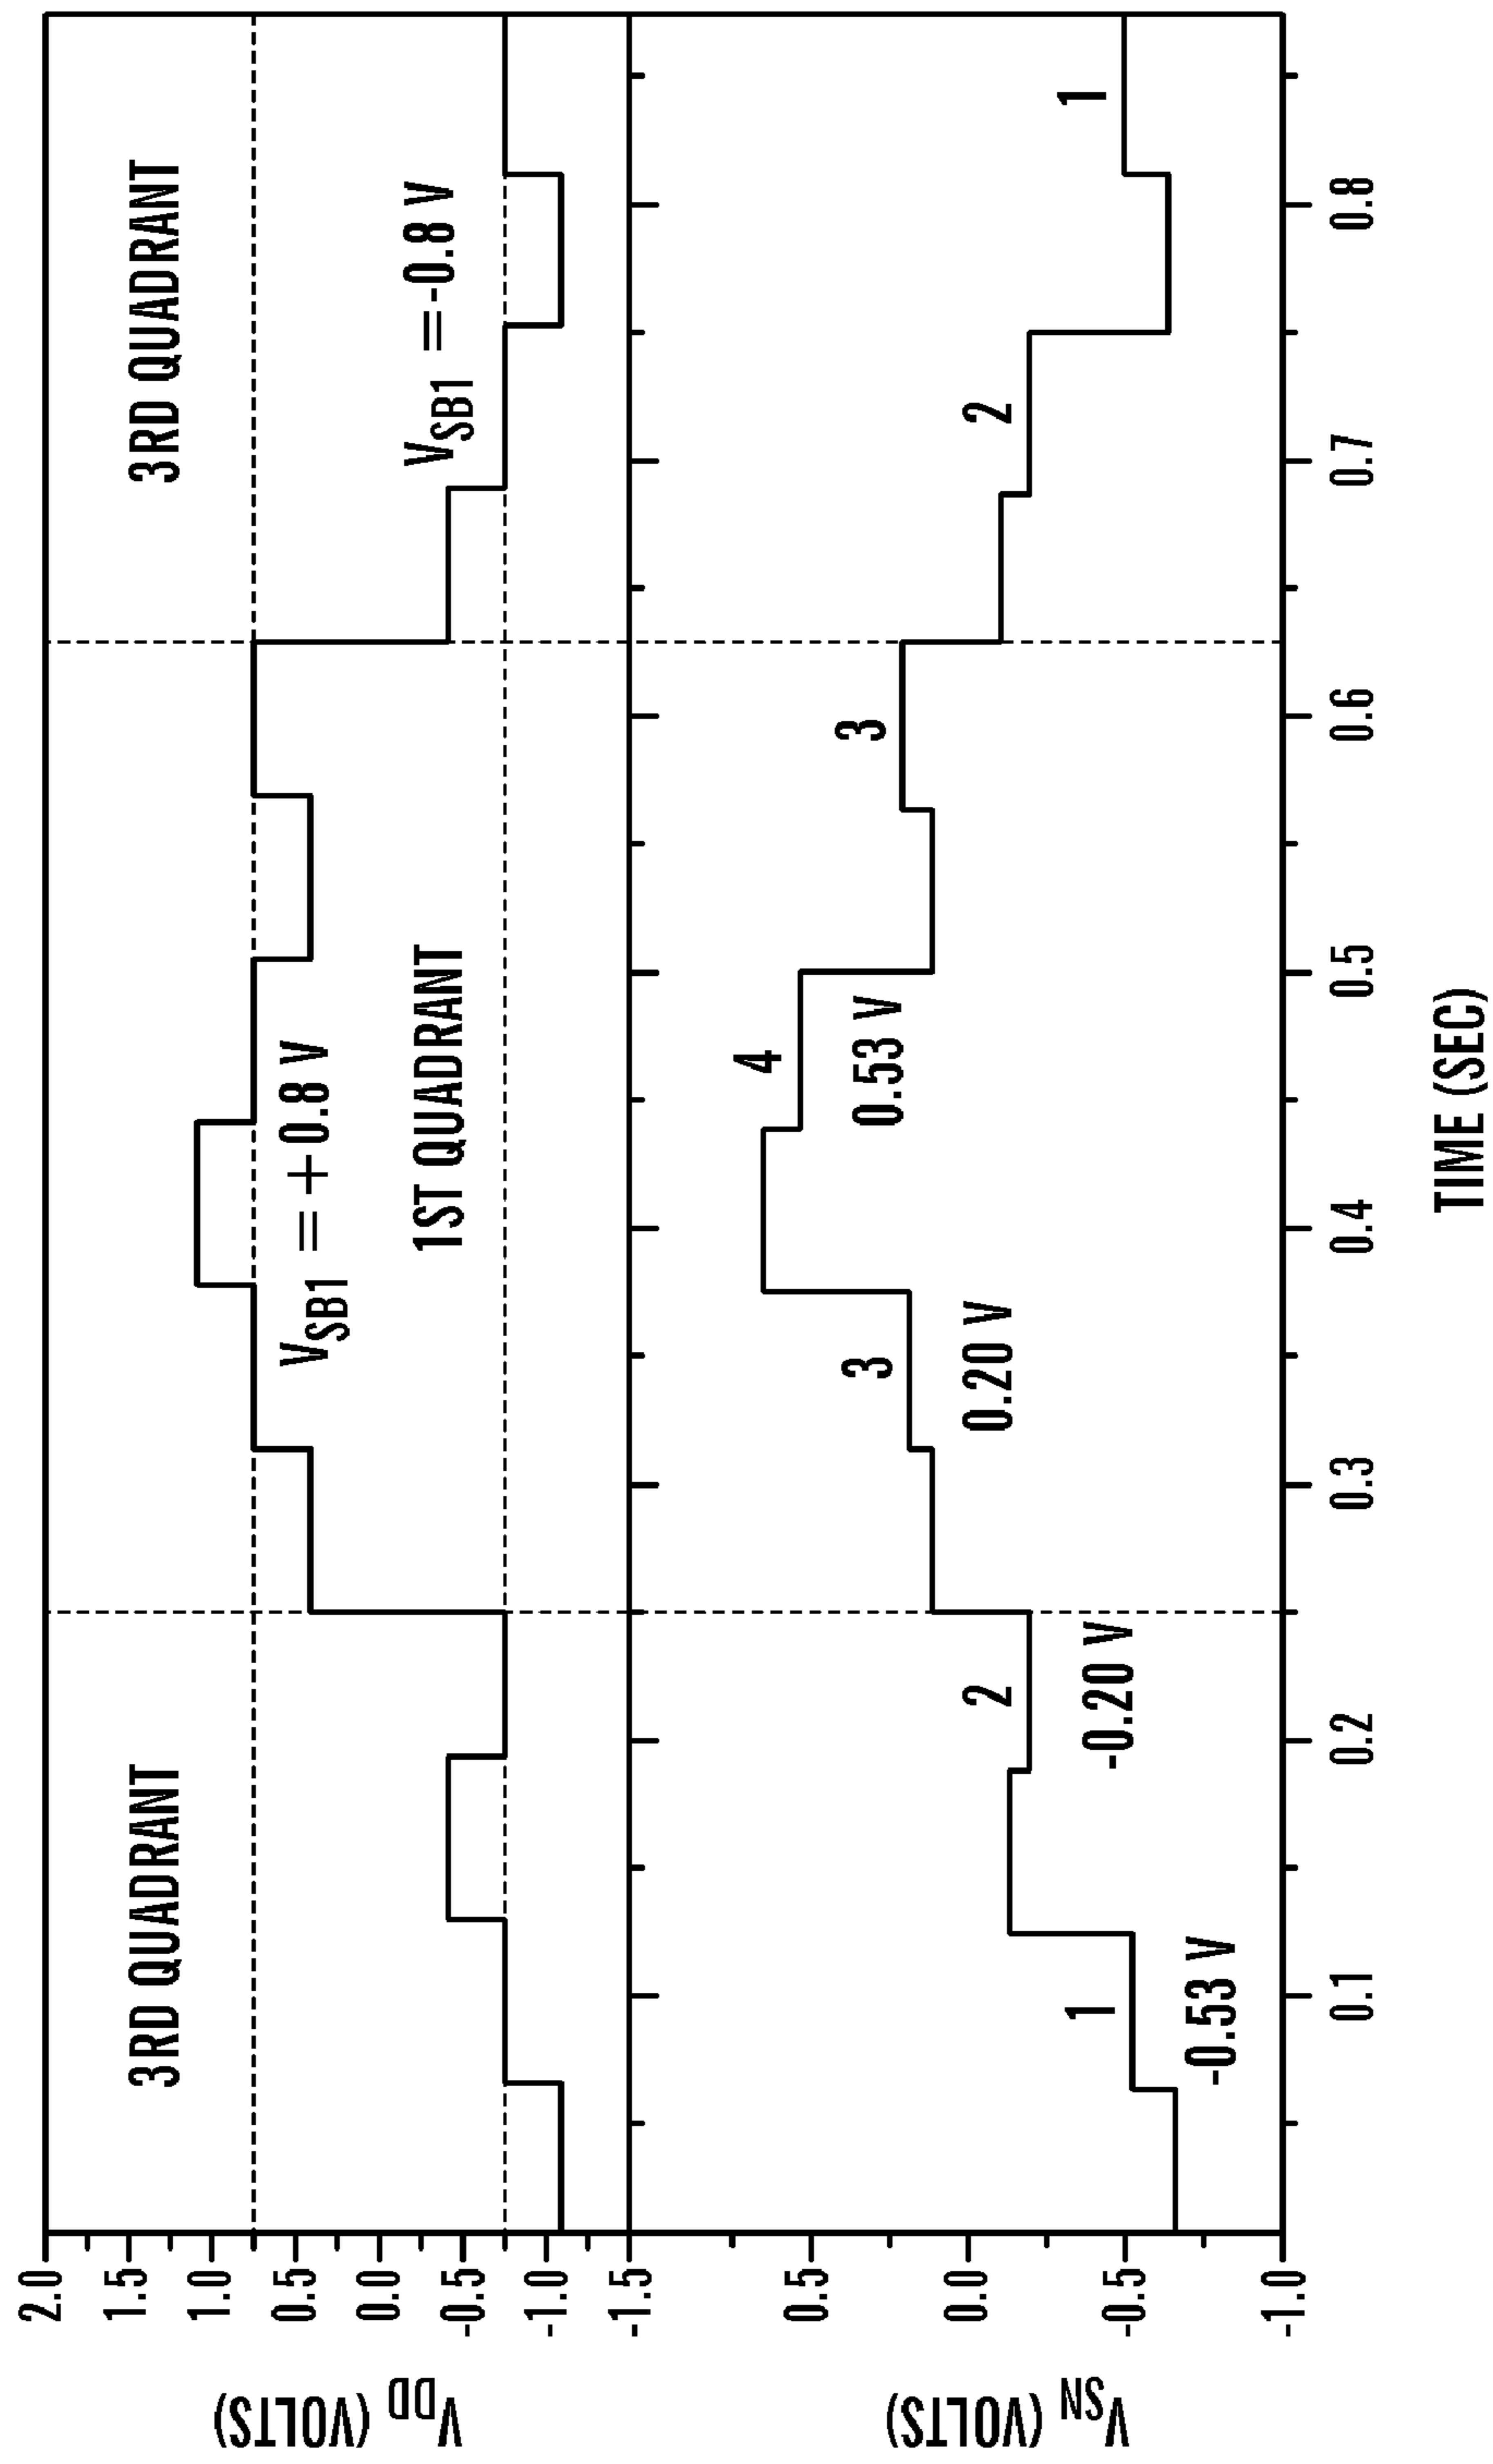 3RD QUADRANT
3RD QUADRANT
V_SB1 = +0.8 V
V_SB1 = -0.8 V
1ST QUADRANT
2.0
1.5
1.0
0.5
0.0
-0.5
-1.0
-1.5
V_DD (VOLTS)
4
0.53 V
3
0.20 V
3
2
-0.20 V
2
1
-0.53 V
1
0.5
0.0
-0.5
-1.0
V_SN (VOLTS)
0.1 0.2 0.3 0.4 0.5 0.6 0.7 0.8
TIME (SEC)